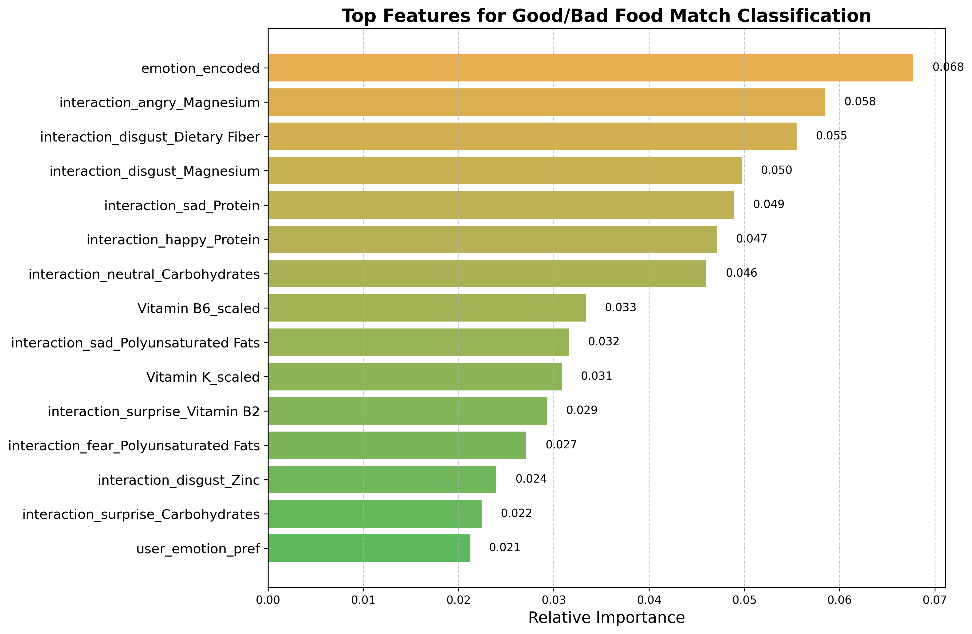 Top Features for Good/Bad Food Match Classification
emotion_encoded 0.068
interaction_angry_Magnesium 0.058
interaction_disgust_Dietary Fiber 0.055
interaction_disgust_Magnesium 0.050
interaction_sad_Protein 0.049
interaction_happy_Protein 0.047
interaction_neutral_Carbohydrates 0.046
Vitamin B6_scaled 0.033
interaction_sad_Polyunsaturated Fats 0.032
Vitamin K_scaled 0.031
interaction_surprise_Vitamin B2 0.029
interaction_fear_Polyunsaturated Fats 0.027
interaction_disgust_Zinc 0.024
interaction_surprise_Carbohydrates 0.022
user_emotion_pref 0.021
0.00 0.01 0.02 0.03 0.04 0.05 0.06 0.07
Relative Importance